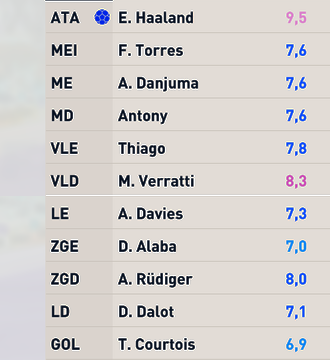 ATA E. Haaland 9,5
MEI F. Torres 7,6
ME A. Danjuma 7,6
MD Antony 7,6
VLE Thiago 7,8
VLD M. Verratti 8,3
LE A. Davies 7,3
ZGE D. Alaba 7,0
ZGD A. Rüdiger 8,0
LD D. Dalot 7,1
GOL T. Courtois 6,9